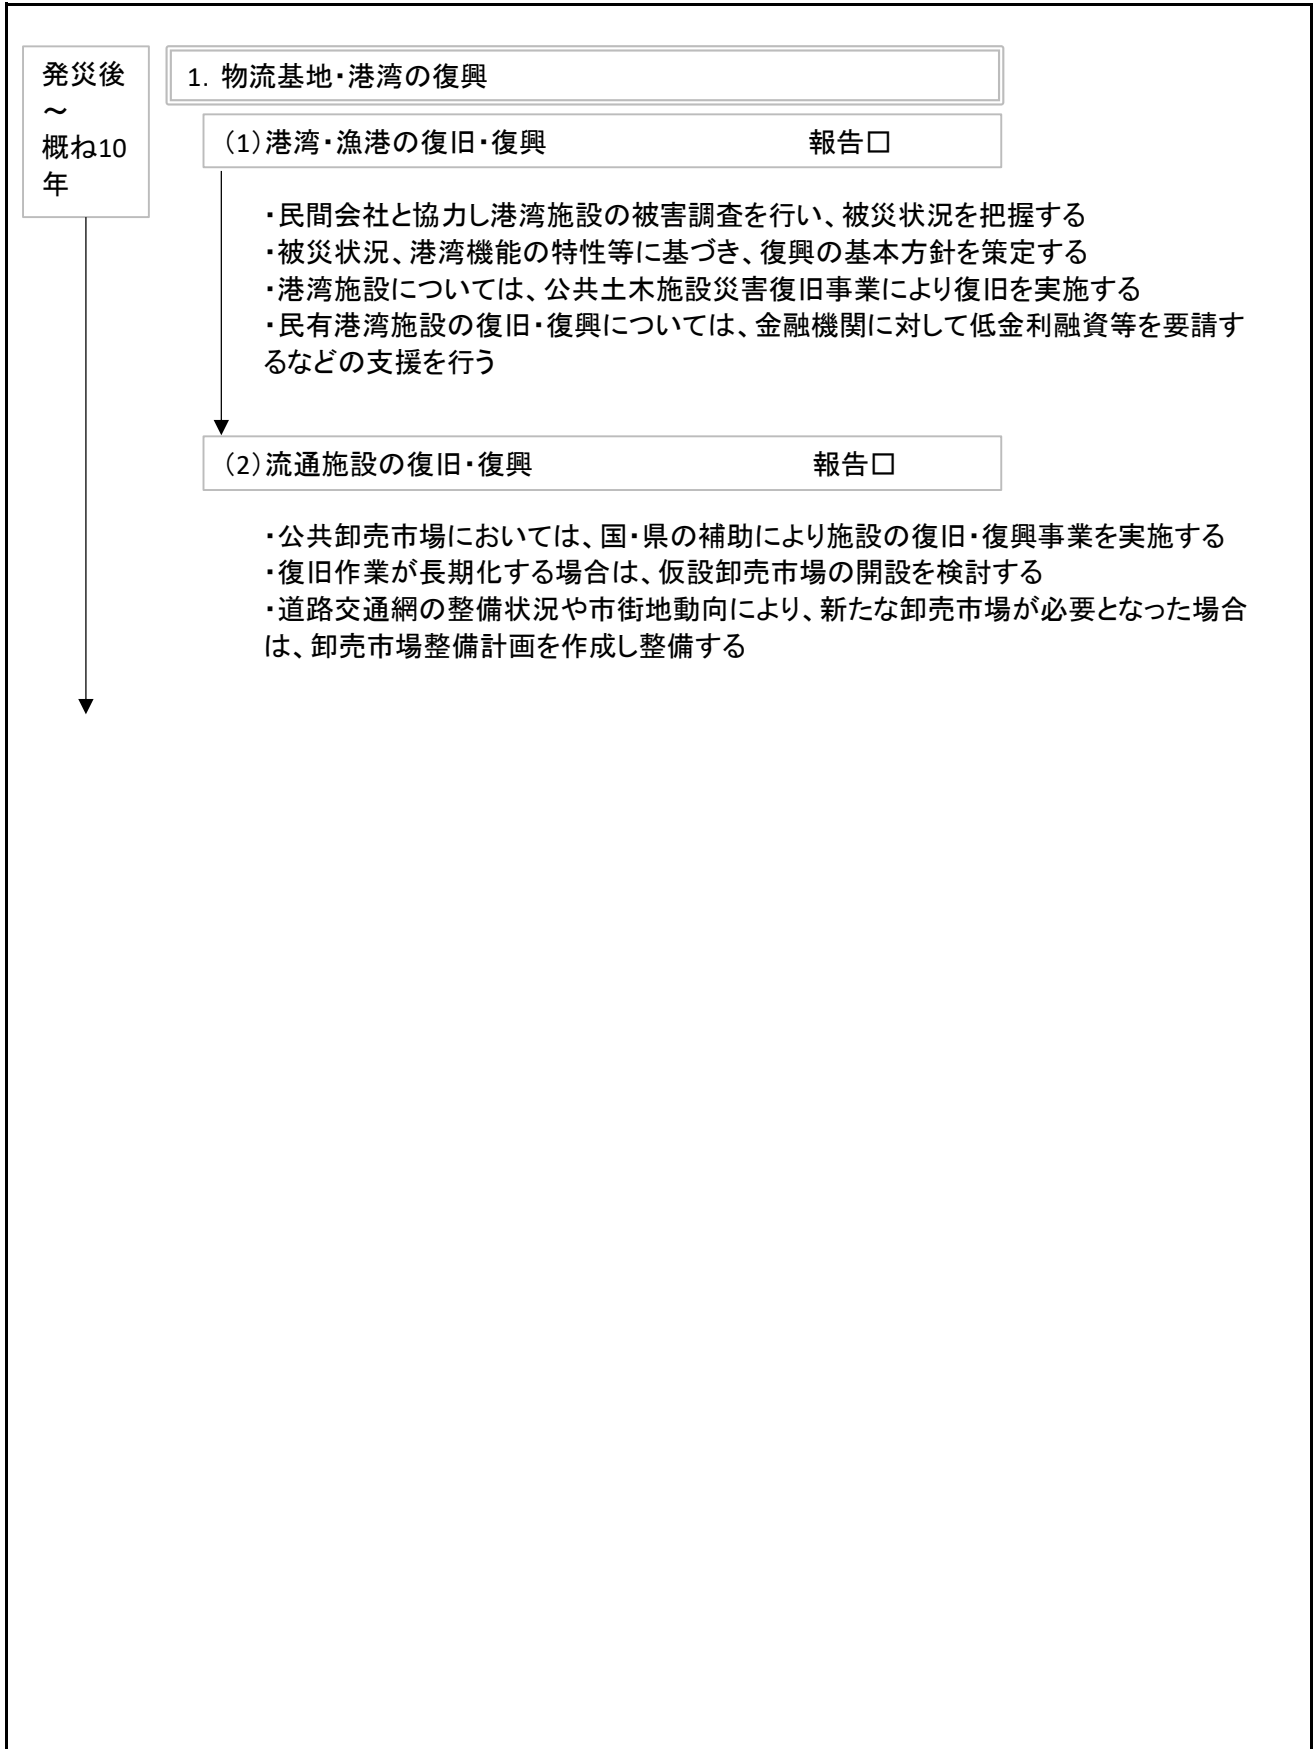 発災後
～
概ね10
年
1. 物流基地・港湾の復興
(1)港湾・漁港の復旧・復興 報告□
・民間会社と協力し港湾施設の被害調査を行い、被災状況を把握する
・被災状況、港湾機能の特性等に基づき、復興の基本方針を策定する
・港湾施設については、公共土木施設災害復旧事業により復旧を実施する
・民有港湾施設の復旧・復興については、金融機関に対して低金利融資等を要請す
るなどの支援を行う
(2)流通施設の復旧・復興 報告□
・公共卸売市場においては、国・県の補助により施設の復旧・復興事業を実施する
・復旧作業が長期化する場合は、仮設卸売市場の開設を検討する
・道路交通網の整備状況や市街地動向により、新たな卸売市場が必要となった場合
は、卸売市場整備計画を作成し整備する